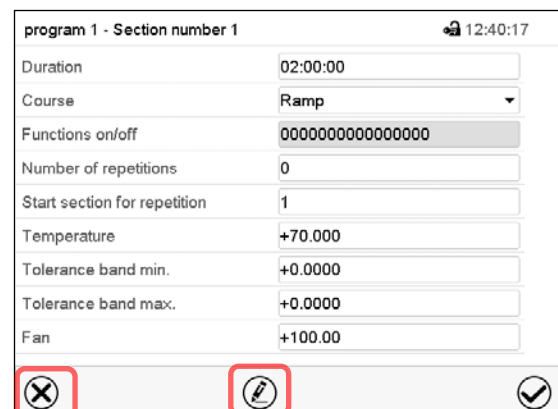 program 1 - Section number 1 12:40:17
Duration 02:00:00
Course Ramp
Functions on/off 0000000000000000
Number of repetitions 0
Start section for repetition 1
Temperature +70.000
Tolerance band min. +0.0000
Tolerance band max. +0.0000
Fan +100.00